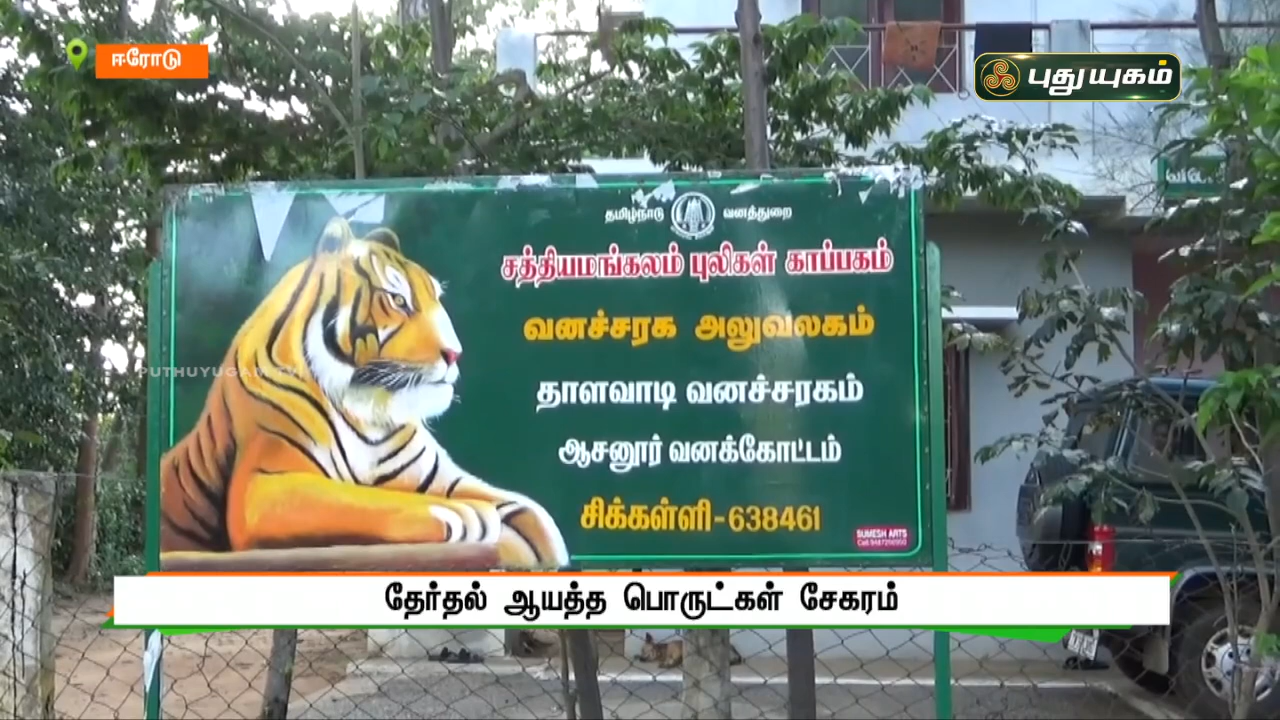 ஈரோடு
புதுயுகம்
தமிழ்நாடு வனத்துறை
சத்தியமங்கலம் புலிகள் காப்பகம்
வனச்சரக அலுவலகம்
தாளவாடி வனச்சரகம்
ஆசனூர் வனக்கோட்டம்
சிக்கள்ளி-638461
SUMESH ARTS
PUTHUYUGAM TV
தேர்தல் ஆயத்த பொருட்கள் சேகரம்